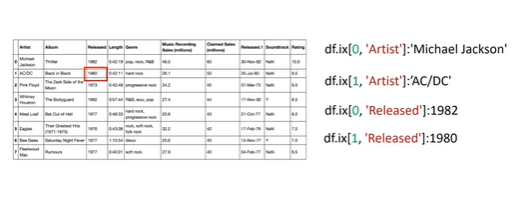 Artist Album Released Length Genre Music Recording Sales (millions) Claimed Sales (millions) Released.1 Soundtrack Rating
0 Michael Jackson Thriller 1982 0:42:19 pop, rock, R&B 46.0 65 30-Nov-82 NaN 10.0
1 AC/DC Back in Black 1980 0:42:11 hard rock 26.1 50 25-Jul-80 NaN 9.5
2 Pink Floyd The Dark Side of the Moon 1973 0:42:49 progressive rock 24.2 45 01-Mar-73 NaN 9.0
3 Whitney Houston The Bodyguard 1992 0:57:44 R&B, soul, pop 27.4 44 17-Nov-92 Y 8.5
4 Meat Loaf Bat Out of Hell 1977 0:46:33 hard rock, progressive rock 20.6 43 21-Oct-77 NaN 8.0
5 Eagles Their Greatest Hits (1971-1975) 1976 0:43:08 rock, soft rock, folk rock 32.2 42 17-Feb-76 NaN 7.5
6 Bee Gees Saturday Night Fever 1977 1:15:54 disco 20.6 40 15-Nov-77 Y 7.0
7 Fleetwood Mac Rumours 1977 0:40:01 soft rock 27.9 40 04-Feb-77 NaN 6.5
df.ix[0, 'Artist']:'Michael Jackson'
df.ix[1, 'Artist']:'AC/DC'
df.ix[0, 'Released']:1982
df.ix[1, 'Released']:1980